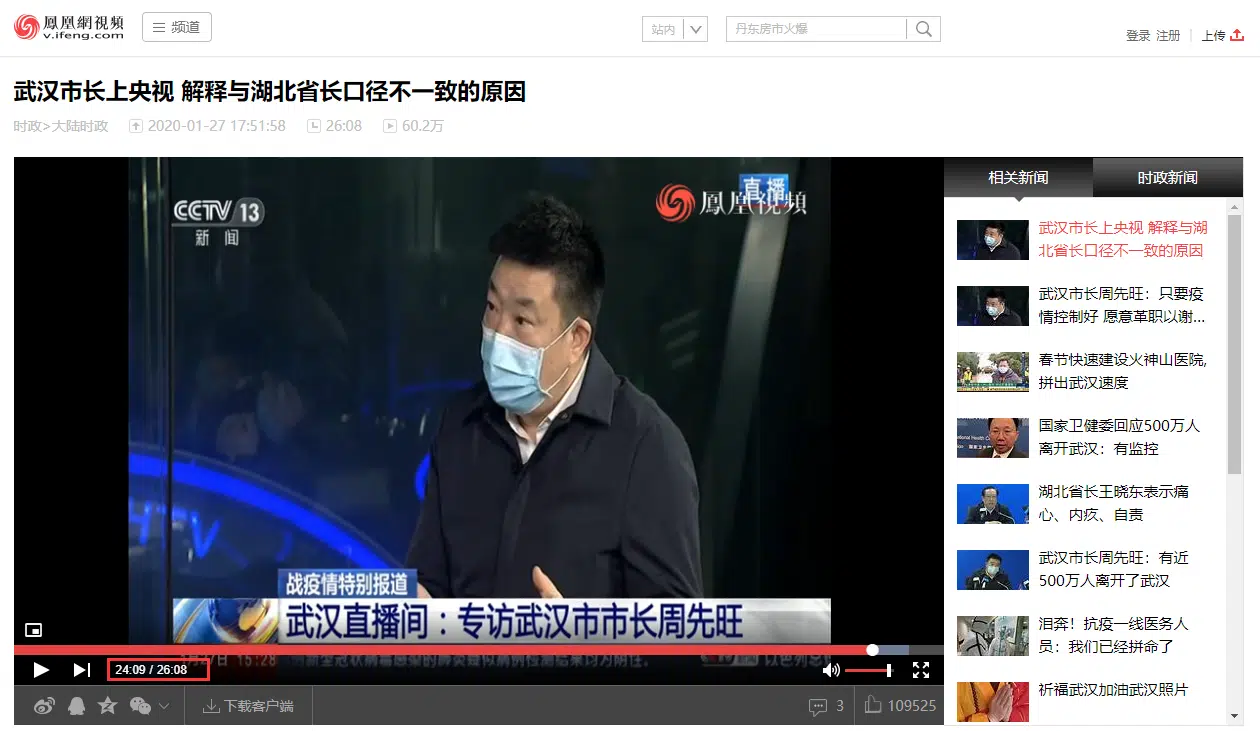 鳳凰網視頻
v.ifeng.com
频道
站内
丹东房市火爆
登录 注册
上传
武汉市长上央视 解释与湖北省长口径不一致的原因
时政>大陆时政
2020-01-27 17:51:58
26:08
60.2万
CCTV 13
新闻
直播
鳳凰視頻
战疫情特别报道
武汉直播间：专访武汉市市长周先旺
15:28
24:09 / 26:08
下载客户端
3
109525
相关新闻
时政新闻
武汉市长上央视 解释与湖
北省长口径不一致的原因
武汉市长周先旺：只要疫
情控制好 愿意革职以谢...
春节快速建设火神山医院,
拼出武汉速度
国家卫健委回应500万人
离开武汉：有监控
湖北省长王晓东表示痛
心、内疚、自责
武汉市长周先旺：有近
500万人离开了武汉
泪奔！抗疫一线医务人
员：我们已经拼命了
祈福武汉加油武汉照片